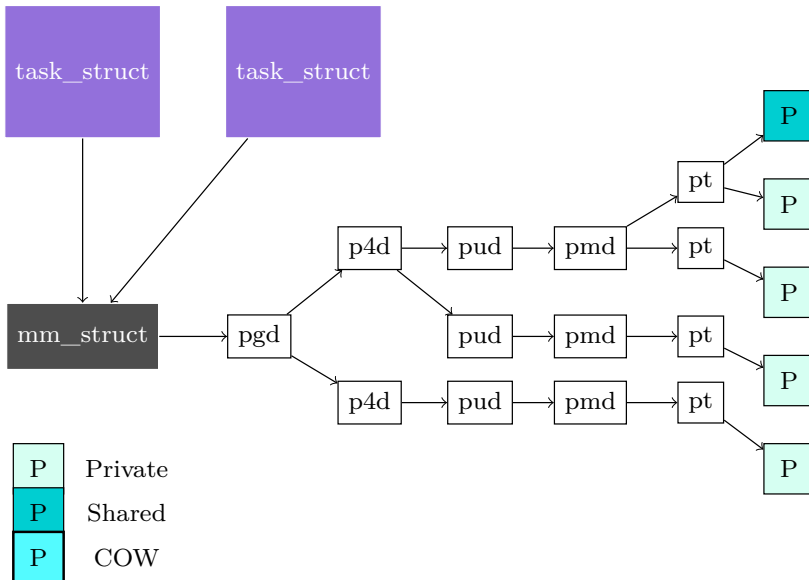 task_struct task_struct
P
pt P
p4d pud pmd pt P
mm_struct pgd pud pmd pt P
p4d pud pmd pt P
P Private
P Shared
P COW